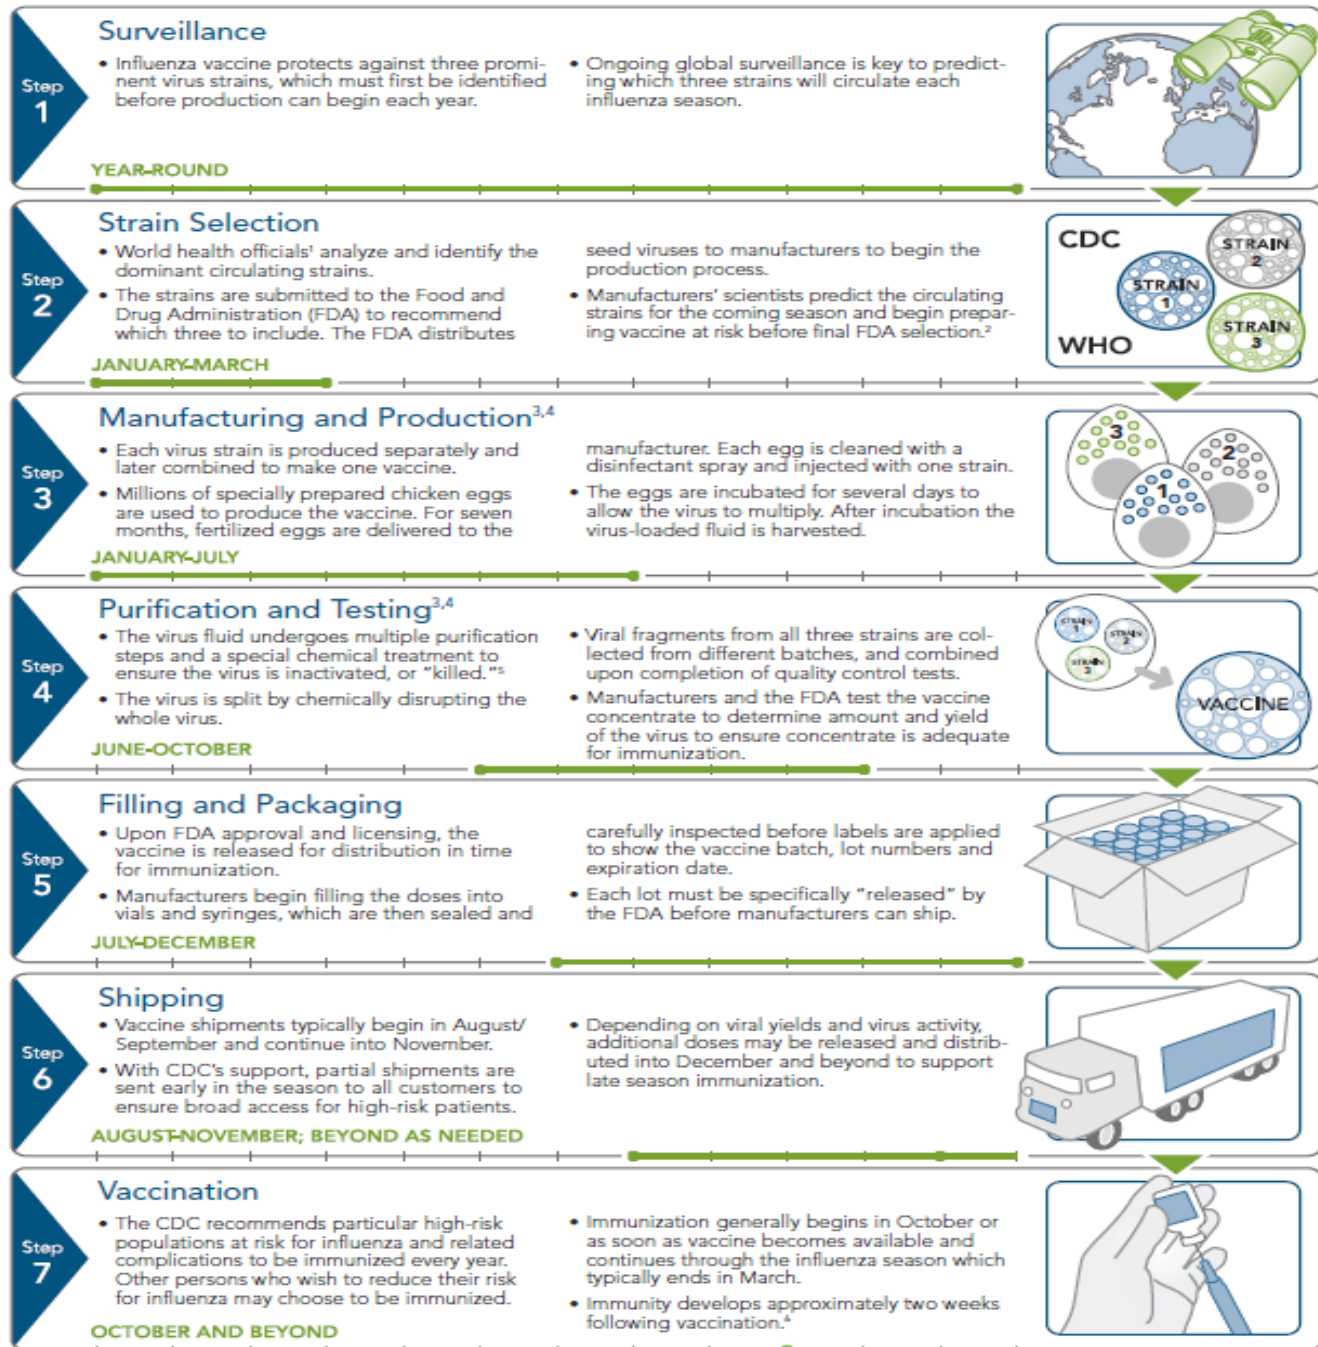 Step
1
Surveillance
• Influenza vaccine protects against three promi-
nent virus strains, which must first be identified
before production can begin each year.
• Ongoing global surveillance is key to predict-
ing which three strains will circulate each
influenza season.
YEAR-ROUND
Step
2
Strain Selection
• World health officials¹ analyze and identify the
dominant circulating strains.
• The strains are submitted to the Food and
Drug Administration (FDA) to recommend
which three to include. The FDA distributes
seed viruses to manufacturers to begin the
production process.
• Manufacturers' scientists predict the circulating
strains for the coming season and begin prepar-
ing vaccine at risk before final FDA selection.²
JANUARY-MARCH
CDC
WHO
STRAIN
1
STRAIN
2
STRAIN
3
Step
3
Manufacturing and Production³,⁴
• Each virus strain is produced separately and
later combined to make one vaccine.
• Millions of specially prepared chicken eggs
are used to produce the vaccine. For seven
months, fertilized eggs are delivered to the
manufacturer. Each egg is cleaned with a
disinfectant spray and injected with one strain.
• The eggs are incubated for several days to
allow the virus to multiply. After incubation the
virus-loaded fluid is harvested.
JANUARY-JULY
3
2
1
Step
4
Purification and Testing³,⁴
• The virus fluid undergoes multiple purification
steps and a special chemical treatment to
ensure the virus is inactivated, or "killed."⁵
• The virus is split by chemically disrupting the
whole virus.
• Viral fragments from all three strains are col-
lected from different batches, and combined
upon completion of quality control tests.
• Manufacturers and the FDA test the vaccine
concentrate to determine amount and yield
of the virus to ensure concentrate is adequate
for immunization.
JUNE-OCTOBER
STRAIN
1
STRAIN
2
STRAIN
3
VACCINE
Step
5
Filling and Packaging
• Upon FDA approval and licensing, the
vaccine is released for distribution in time
for immunization.
• Manufacturers begin filling the doses into
vials and syringes, which are then sealed and
carefully inspected before labels are applied
to show the vaccine batch, lot numbers and
expiration date.
• Each lot must be specifically "released" by
the FDA before manufacturers can ship.
JULY-DECEMBER
Step
6
Shipping
• Vaccine shipments typically begin in August/
September and continue into November.
• With CDC's support, partial shipments are
sent early in the season to all customers to
ensure broad access for high-risk patients.
• Depending on viral yields and virus activity,
additional doses may be released and distrib-
uted into December and beyond to support
late season immunization.
AUGUST-NOVEMBER; BEYOND AS NEEDED
Step
7
Vaccination
• The CDC recommends particular high-risk
populations at risk for influenza and related
complications to be immunized every year.
Other persons who wish to reduce their risk
for influenza may choose to be immunized.
• Immunization generally begins in October or
as soon as vaccine becomes available and
continues through the influenza season which
typically ends in March.
• Immunity develops approximately two weeks
following vaccination.⁶
OCTOBER AND BEYOND